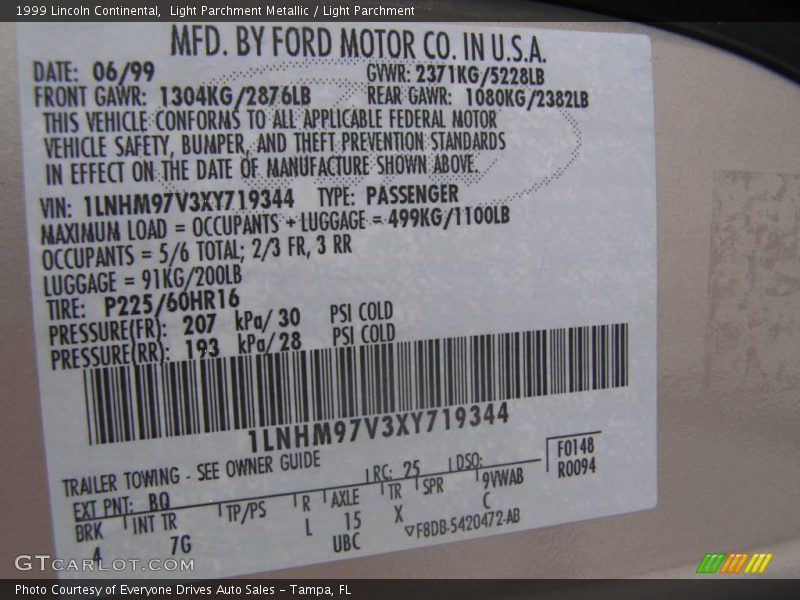 1999 Lincoln Continental,  Light Parchment Metallic / Light Parchment
MFD. BY FORD MOTOR CO. IN U.S.A.
DATE: 06/99 GVWR: 2371KG/5228LB
FRONT GAWR: 1304KG/2876LB REAR GAWR: 1080KG/2382LB
THIS VEHICLE CONFORMS TO ALL APPLICABLE FEDERAL MOTOR
VEHICLE SAFETY, BUMPER, AND THEFT PREVENTION STANDARDS
IN EFFECT ON THE DATE OF MANUFACTURE SHOWN ABOVE.
VIN: 1LNHM97V3XY719344 TYPE: PASSENGER
MAXIMUM LOAD = OCCUPANTS + LUGGAGE = 499KG/1100LB
OCCUPANTS = 5/6 TOTAL; 2/3 FR, 3 RR
LUGGAGE = 91KG/200LB
TIRE: P225/60HR16
PRESSURE(FR): 207 kPa/ 30 PSI COLD
PRESSURE(RR): 193 kPa/ 28 PSI COLD
1LNHM97V3XY719344
TRAILER TOWING - SEE OWNER GUIDE
EXT PNT: BQ RC: 25 DSO: F0148
R0094
BRK INT TR TP/PS R AXLE TR SPR 9VWAB
4 7G L 15 X C
UBC ▽F8DB-5420472-AB
GTCarlot.com
Photo Courtesy of Everyone Drives Auto Sales - Tampa, FL